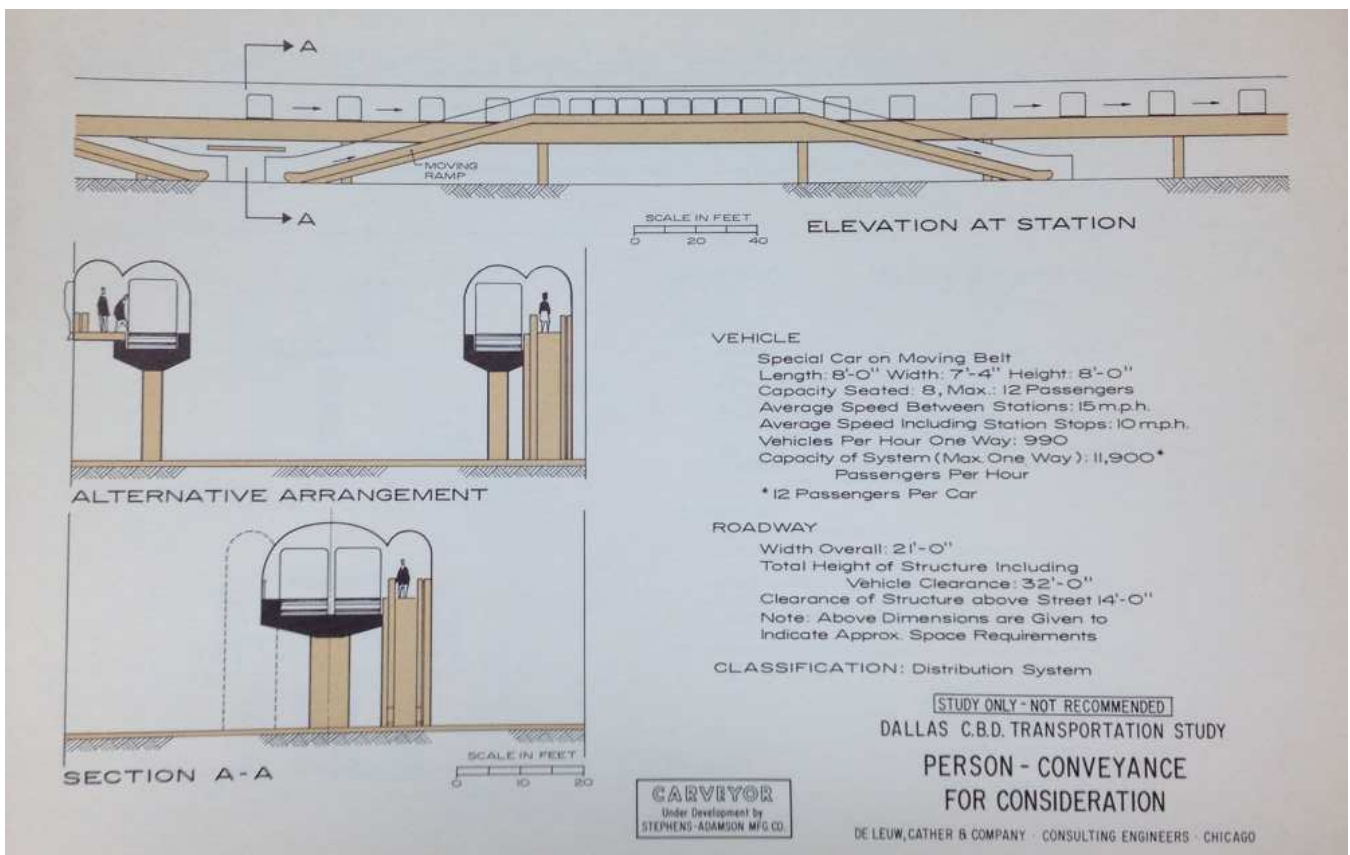 A
MOVING
RAMP
A
SCALE IN FEET
0 20 40
ELEVATION AT STATION
ALTERNATIVE ARRANGEMENT
SECTION A-A
SCALE IN FEET
0 10 20
VEHICLE
Special Car on Moving Belt
Length: 8'-0" Width: 7'-4" Height: 8'-0"
Capacity Seated: 8, Max.: 12 Passengers
Average Speed Between Stations: 15 m.p.h.
Average Speed Including Station Stops: 10 m.p.h.
Vehicles Per Hour One Way: 990
Capacity of System (Max. One Way): 11,900*
Passengers Per Hour
*12 Passengers Per Car
ROADWAY
Width Overall: 21'-0"
Total Height of Structure Including
Vehicle Clearance: 32'-0"
Clearance of Structure above Street 14'-0"
Note: Above Dimensions are Given to
Indicate Approx. Space Requirements
CLASSIFICATION: Distribution System
STUDY ONLY - NOT RECOMMENDED
DALLAS C.B.D. TRANSPORTATION STUDY
PERSON - CONVEYANCE
FOR CONSIDERATION
CARVEYOR
Under Development by
STEPHENS-ADAMSON MFG. CO.
DE LEUW, CATHER & COMPANY · CONSULTING ENGINEERS · CHICAGO